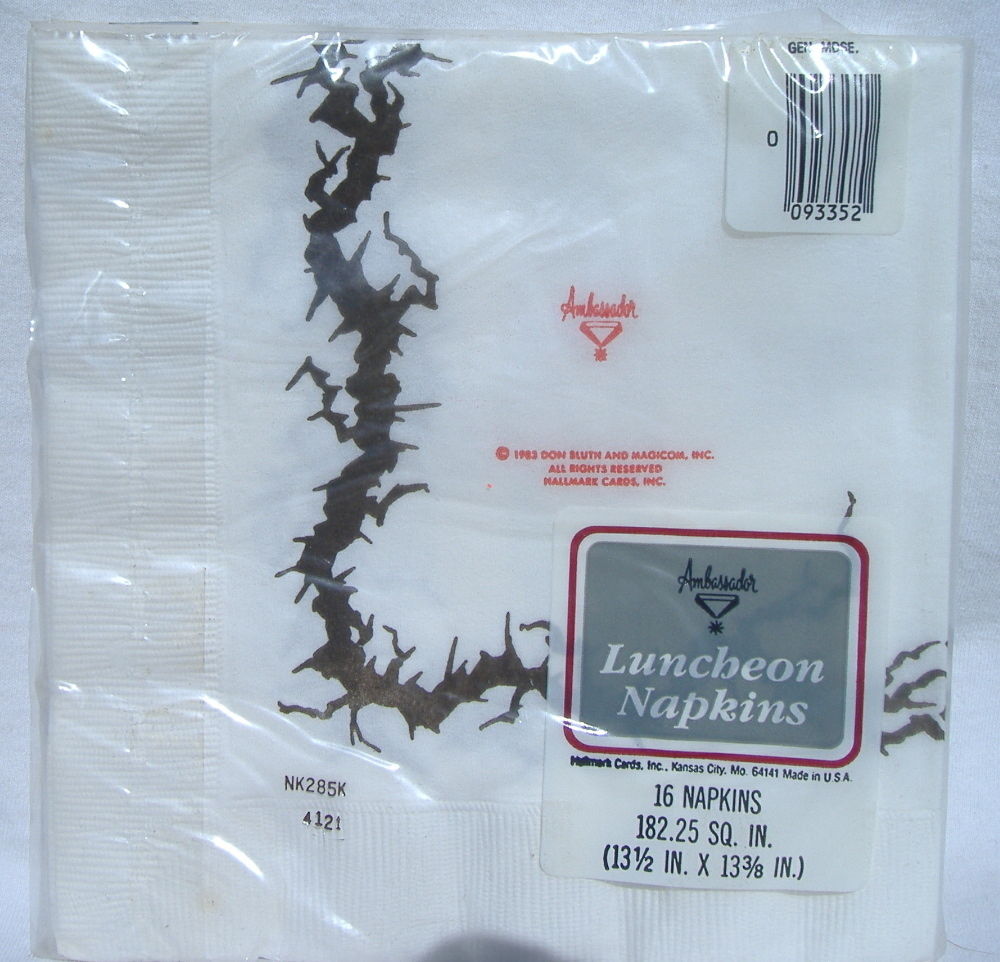 GEN. MDSE.
0
093352
Ambassador
© 1983 DON BLUTH AND MAGICOM, INC.
ALL RIGHTS RESERVED
HALLMARK CARDS, INC.
Ambassador
Luncheon
Napkins
Hallmark Cards, Inc., Kansas City, Mo. 64141 Made in U.S.A.
16 NAPKINS
182.25 SQ. IN.
(13½ IN. X 13⅜ IN.)
NK285K
4121